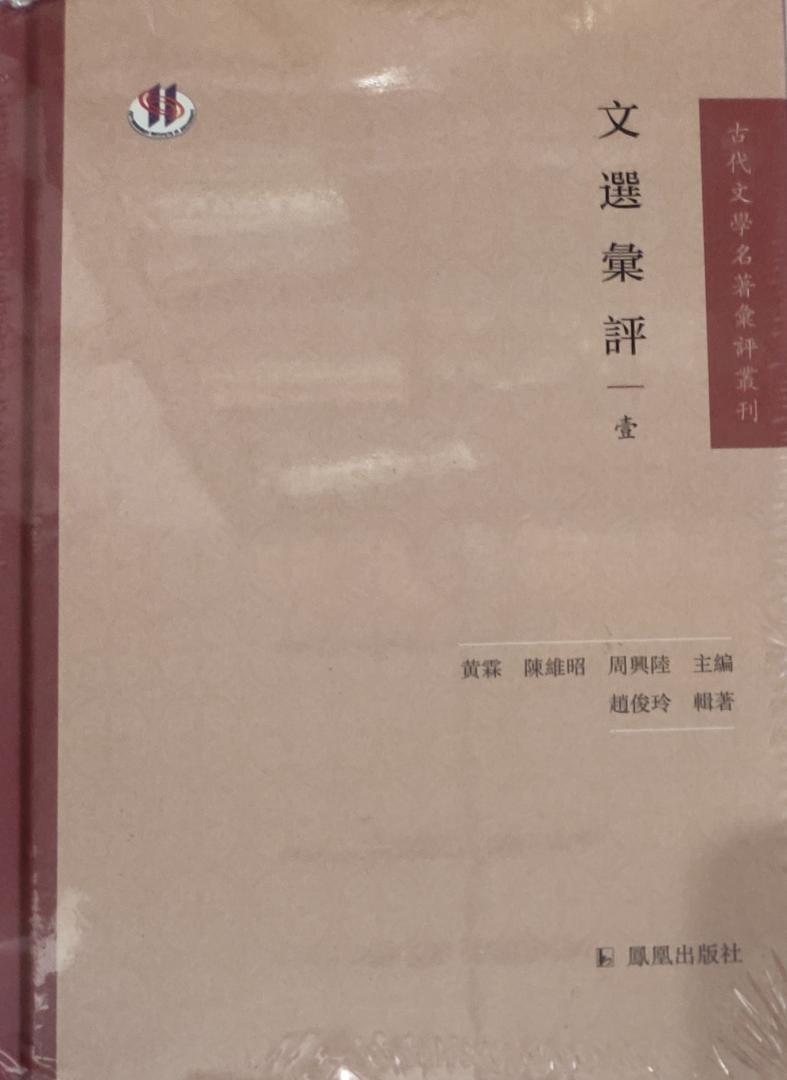 古代文學名著彙評叢刊
文選彙評
壹
黃霖 陳維昭 周興陸 主編
趙俊玲 輯著
鳳凰出版社